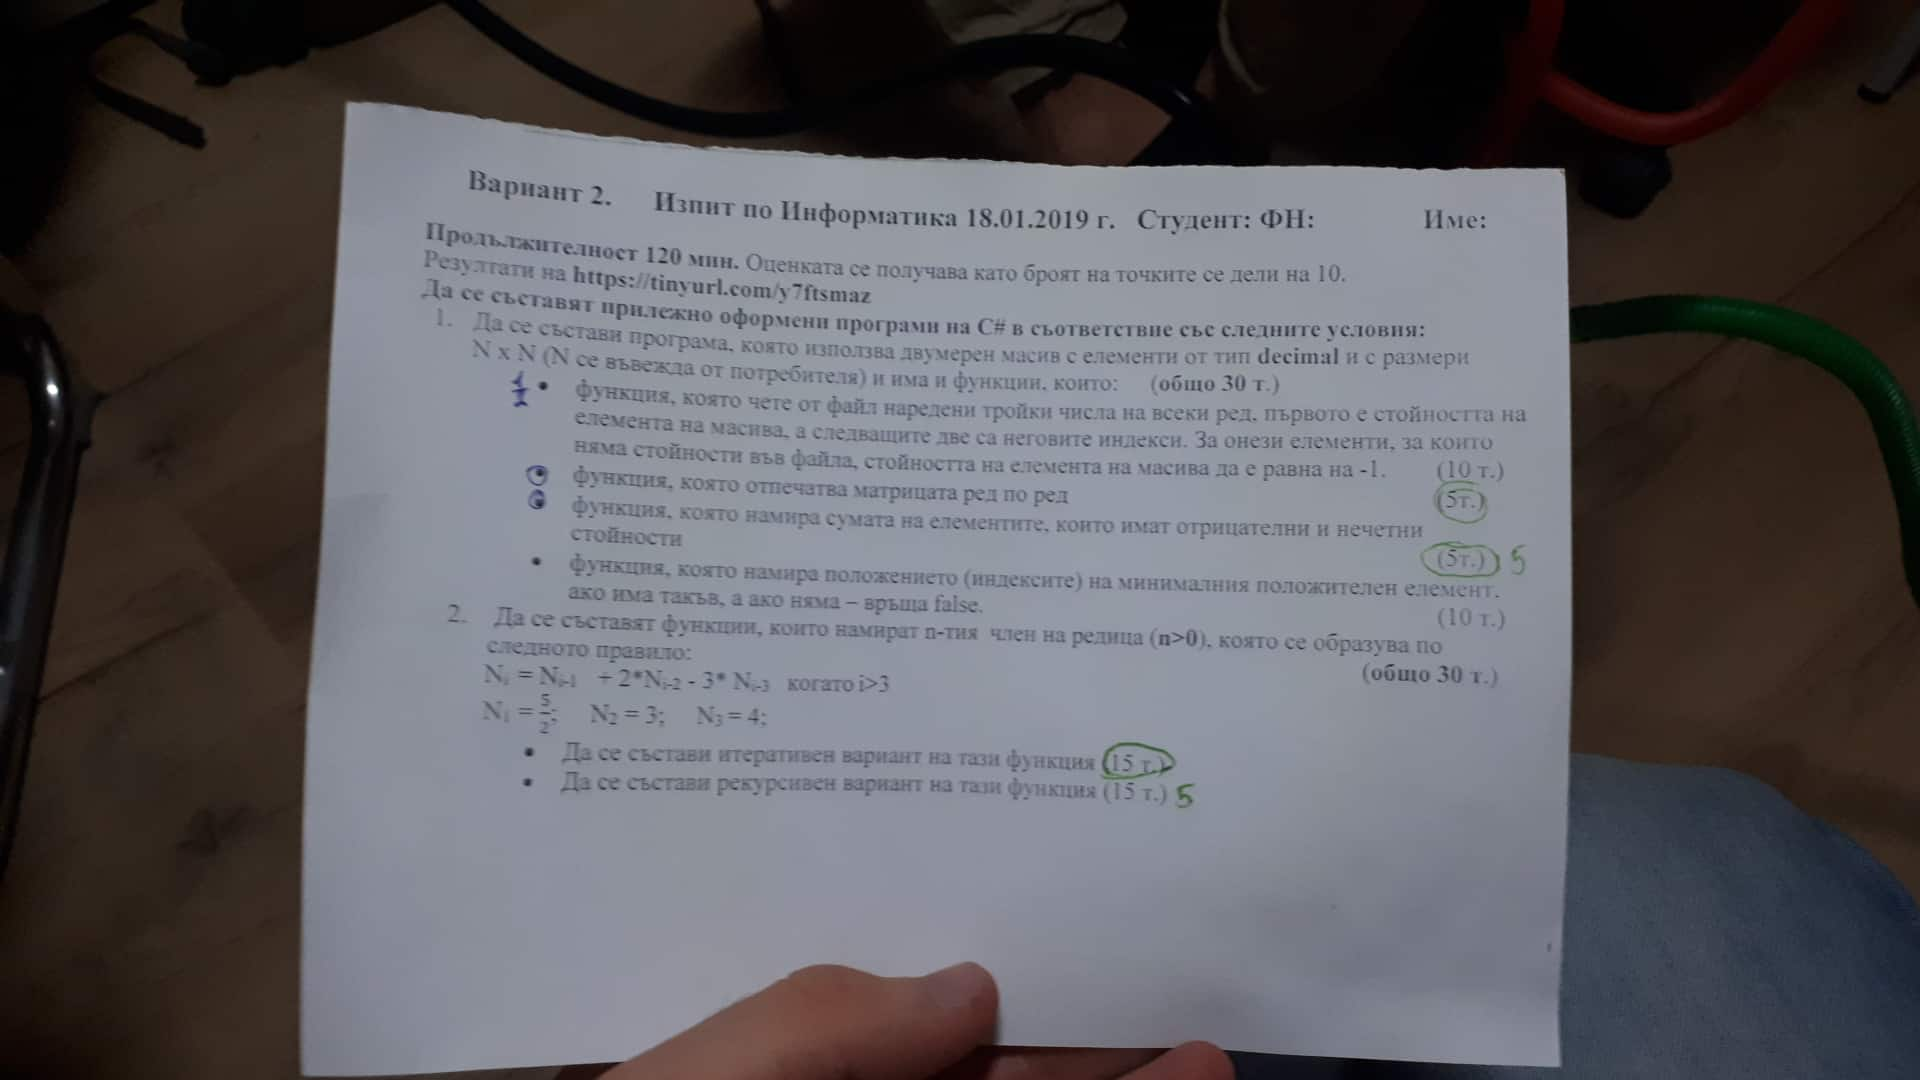 Вариант 2. Изпит по Информатика 18.01.2019 г. Студент: ФН: Име:
Продължителност 120 мин. Оценката се получава като броят на точките се дели на 10.
Резултати на https://tinyurl.com/y7ftsmaz
Да се съставят прилежно оформени програми на C# в съответствие със следните условия:
1. Да се състави програма, която използва двумерен масив с елементи от тип decimal и с размери
N x N (N се въвежда от потребителя) и има и функции, които: (общо 30 т.)
• функция, която чете от файл наредени тройки числа на всеки ред, първото е стойността на
елемента на масива, а следващите две са неговите индекси. За онези елементи, за които
няма стойности във файла, стойността на елемента на масива да е равна на -1. (10 т.)
• функция, която отпечатва матрицата ред по ред (5т.)
• функция, която намира сумата на елементите, които имат отрицателни и нечетни
стойности (5т.) 5
• функция, която намира положението (индексите) на минималния положителен елемент,
ако има такъв, а ако няма – връща false. (10 т.)
2. Да се съставят функции, които намират n-тия член на редица (n>0), която се образува по
следното правило: (общо 30 т.)
Nᵢ = Nᵢ₋₁ + 2*Nᵢ₋₂ - 3* Nᵢ₋₃ когато i>3
N₁ = 5/2; N₂ = 3; N₃ = 4;
• Да се състави итеративен вариант на тази функция (15 т.)
• Да се състави рекурсивен вариант на тази функция (15 т.) 5